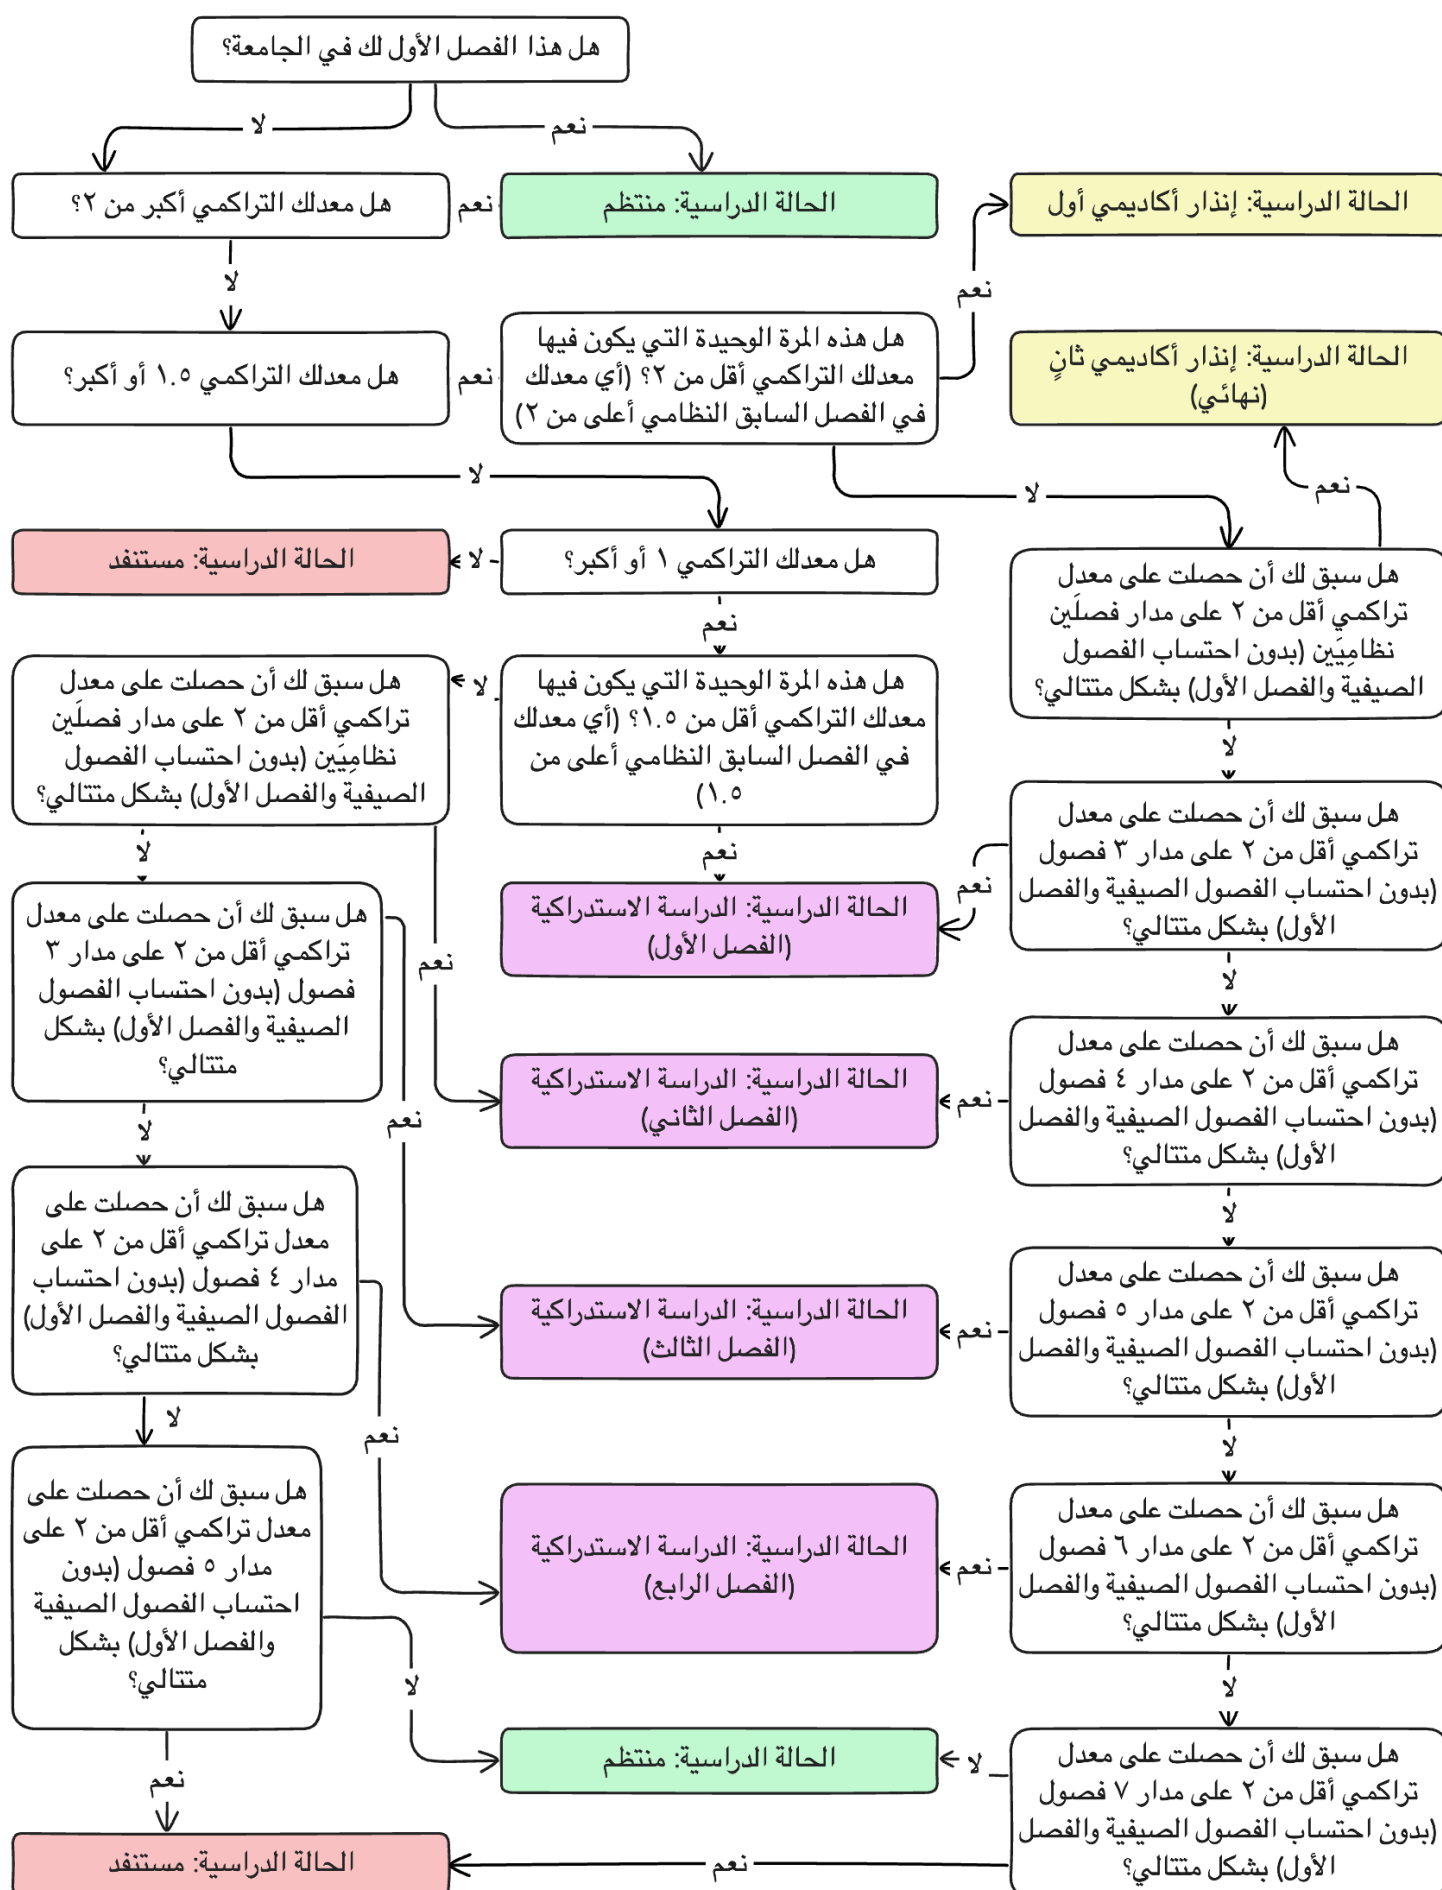 هل هذا الفصل الأول لك في الجامعة؟
لا
نعم
هل معدلك التراكمي أكبر من ٢؟
نعم
الحالة الدراسية: منتظم
الحالة الدراسية: إنذار أكاديمي أول
لا
نعم
هل معدلك التراكمي ١.٥ أو أكبر؟
نعم
هل هذه المرة الوحيدة التي يكون فيها
معدلك التراكمي أقل من ٢؟ (أي معدلك
في الفصل السابق النظامي أعلى من ٢)
الحالة الدراسية: إنذار أكاديمي ثانٍ
(نهائي)
لا
لا
نعم
الحالة الدراسية: مستنفد
لا
هل معدلك التراكمي ١ أو أكبر؟
هل سبق لك أن حصلت على معدل
تراكمي أقل من ٢ على مدار فصلَين
نظامِيَين (بدون احتساب الفصول
الصيفية والفصل الأول) بشكل متتالي؟
نعم
هل سبق لك أن حصلت على معدل
تراكمي أقل من ٢ على مدار فصلَين
نظامِيَين (بدون احتساب الفصول
الصيفية والفصل الأول) بشكل متتالي؟
لا
هل هذه المرة الوحيدة التي يكون فيها
معدلك التراكمي أقل من ١.٥؟ (أي معدلك
في الفصل السابق النظامي أعلى من
١.٥)
لا
هل سبق لك أن حصلت على معدل
تراكمي أقل من ٢ على مدار ٣ فصول
(بدون احتساب الفصول الصيفية والفصل
الأول) بشكل متتالي؟
لا
نعم
نعم
هل سبق لك أن حصلت على معدل
تراكمي أقل من ٢ على مدار ٣
فصول (بدون احتساب الفصول
الصيفية والفصل الأول) بشكل
متتالي؟
نعم
الحالة الدراسية: الدراسة الاستدراكية
(الفصل الأول)
لا
هل سبق لك أن حصلت على معدل
تراكمي أقل من ٢ على مدار ٤ فصول
(بدون احتساب الفصول الصيفية والفصل
الأول) بشكل متتالي؟
لا
نعم
الحالة الدراسية: الدراسة الاستدراكية
(الفصل الثاني)
نعم
هل سبق لك أن حصلت على
معدل تراكمي أقل من ٢ على
مدار ٤ فصول (بدون احتساب
الفصول الصيفية والفصل الأول)
بشكل متتالي؟
لا
هل سبق لك أن حصلت على معدل
تراكمي أقل من ٢ على مدار ٥ فصول
(بدون احتساب الفصول الصيفية والفصل
الأول) بشكل متتالي؟
الحالة الدراسية: الدراسة الاستدراكية
(الفصل الثالث)
نعم
لا
نعم
لا
هل سبق لك أن حصلت على
معدل تراكمي أقل من ٢ على
مدار ٥ فصول (بدون
احتساب الفصول الصيفية
والفصل الأول) بشكل
متتالي؟
الحالة الدراسية: الدراسة الاستدراكية
(الفصل الرابع)
نعم
هل سبق لك أن حصلت على معدل
تراكمي أقل من ٢ على مدار ٦ فصول
(بدون احتساب الفصول الصيفية والفصل
الأول) بشكل متتالي؟
لا
لا
نعم
الحالة الدراسية: منتظم
لا
هل سبق لك أن حصلت على معدل
تراكمي أقل من ٢ على مدار ٧ فصول
(بدون احتساب الفصول الصيفية والفصل
الأول) بشكل متتالي؟
الحالة الدراسية: مستنفد
نعم